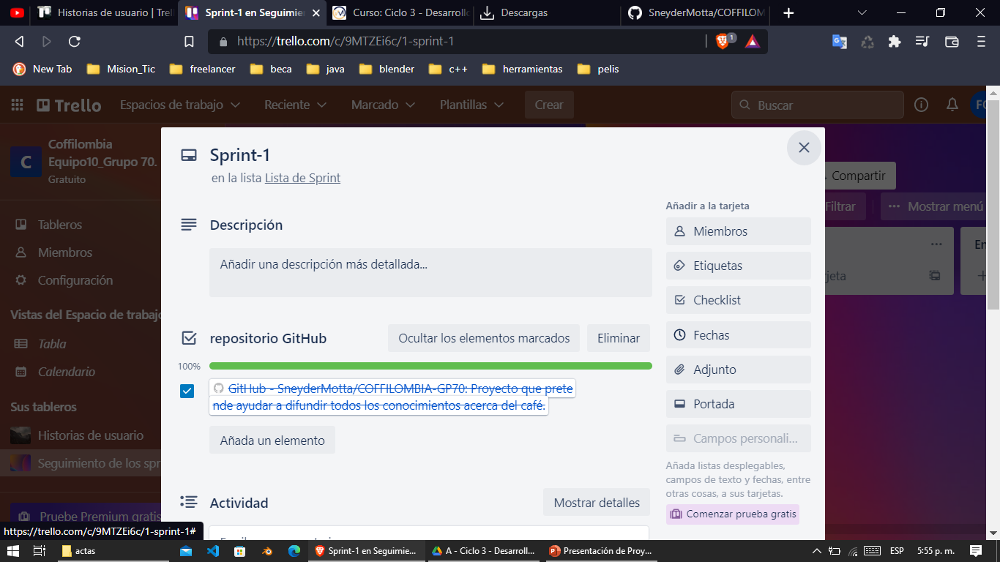 Historias de usuario | Trell
Sprint-1 en Seguimie
Curso: Ciclo 3 - Desarroll
Descargas
SneyderMotta/COFFILOM
https://trello.com/c/9MTZEi6c/1-sprint-1
1
New Tab
Mision_Tic
freelancer
beca
java
blender
c++
herramientas
pelis
Trello
Espacios de trabajo
Reciente
Marcado
Plantillas
Crear
Buscar
C
Coffilombia
Equipo10_Grupo 70.
Gratuito
Tableros
Miembros
Configuración
Vistas del Espacio de trabajo
Tabla
Calendario
Sus tableros
Historias de usuario
Seguimiento de los spr
Pruebe Premium gratis
Compartir
Filtrar
Mostrar menú
Sprint-1
en la lista Lista de Sprint
Descripción
Añadir una descripción más detallada...
repositorio GitHub
Ocultar los elementos marcados
Eliminar
100%
GitHub - SneyderMotta/COFFILOMBIA-GP70: Proyecto que prete
nde ayudar a difundir todos los conocimientos acerca del café.
Añada un elemento
Actividad
Mostrar detalles
Añadir a la tarjeta
Miembros
Etiquetas
Checklist
Fechas
Adjunto
Portada
Campos personali...
Añada listas desplegables,
campos de texto y fechas, entre
otras cosas, a sus tarjetas.
Comenzar prueba gratis
https://trello.com/c/9MTZEi6c/1-sprint-1#
actas
Sprint-1 en Seguimie...
A - Ciclo 3 - Desarroll...
Presentación de Proy...
ESP
5:55 p. m.